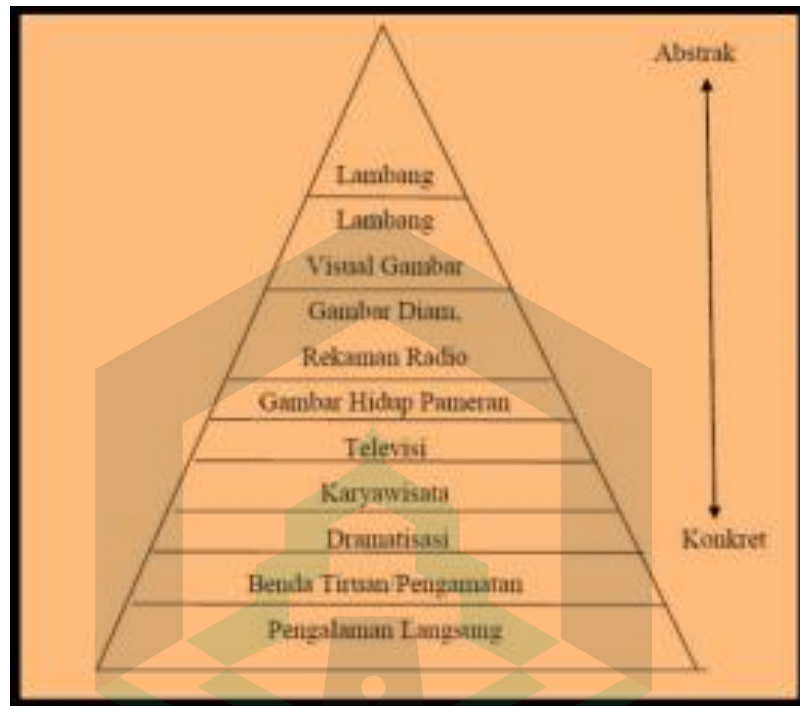 Abstrak
Lambang
Lambang
Visual Gambar
Gambar Diam,
Rekaman Radio
Gambar Hidup Pameran
Televisi
Karyawisata
Dramatisasi
Konkret
Benda Tiruan/Pengamatan
Pengalaman Langsung